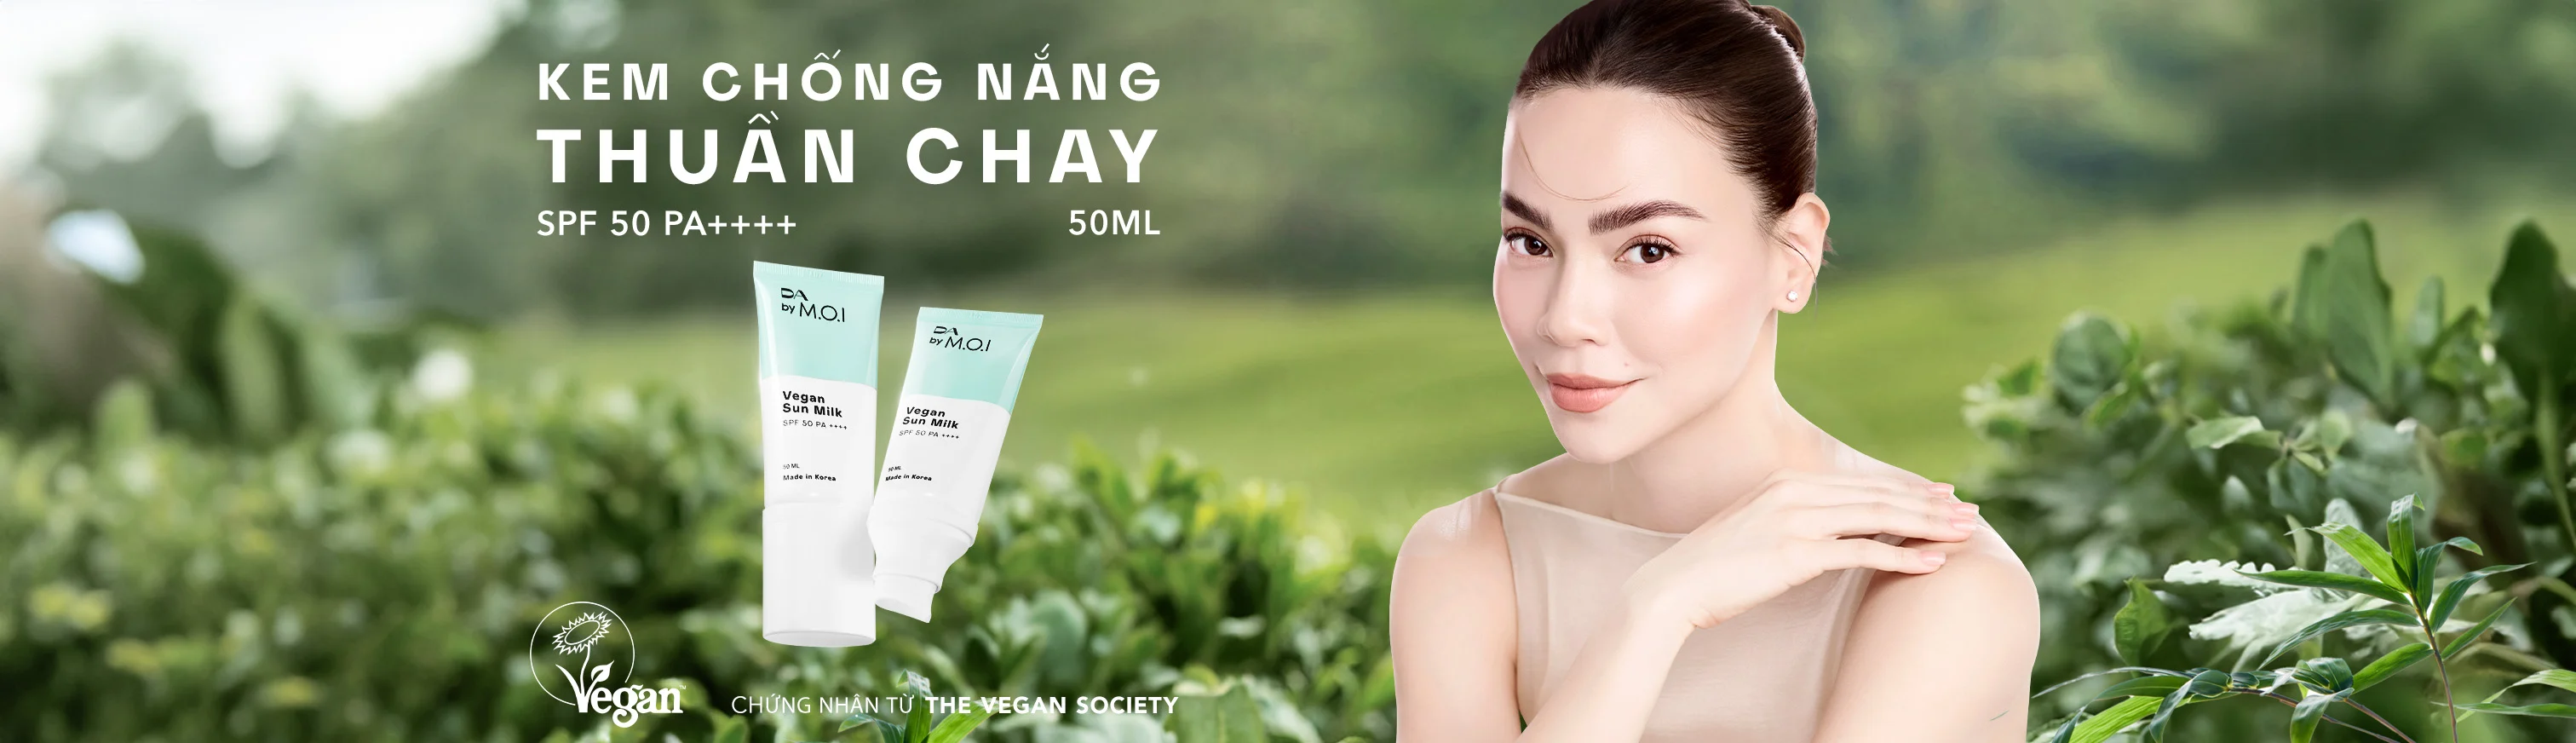 KEM CHỐNG NẮNG
THUẦN CHAY
SPF 50 PA++++ 50ML
DA
by M.O.I
Vegan
Sun Milk
SPF 50 PA ++++
50 ML
Made in Korea
DA
by M.O.I
Vegan
Sun Milk
SPF 50 PA ++++
50 ML
Made in Korea
Vegan™
CHỨNG NHẬN TỪ THE VEGAN SOCIETY